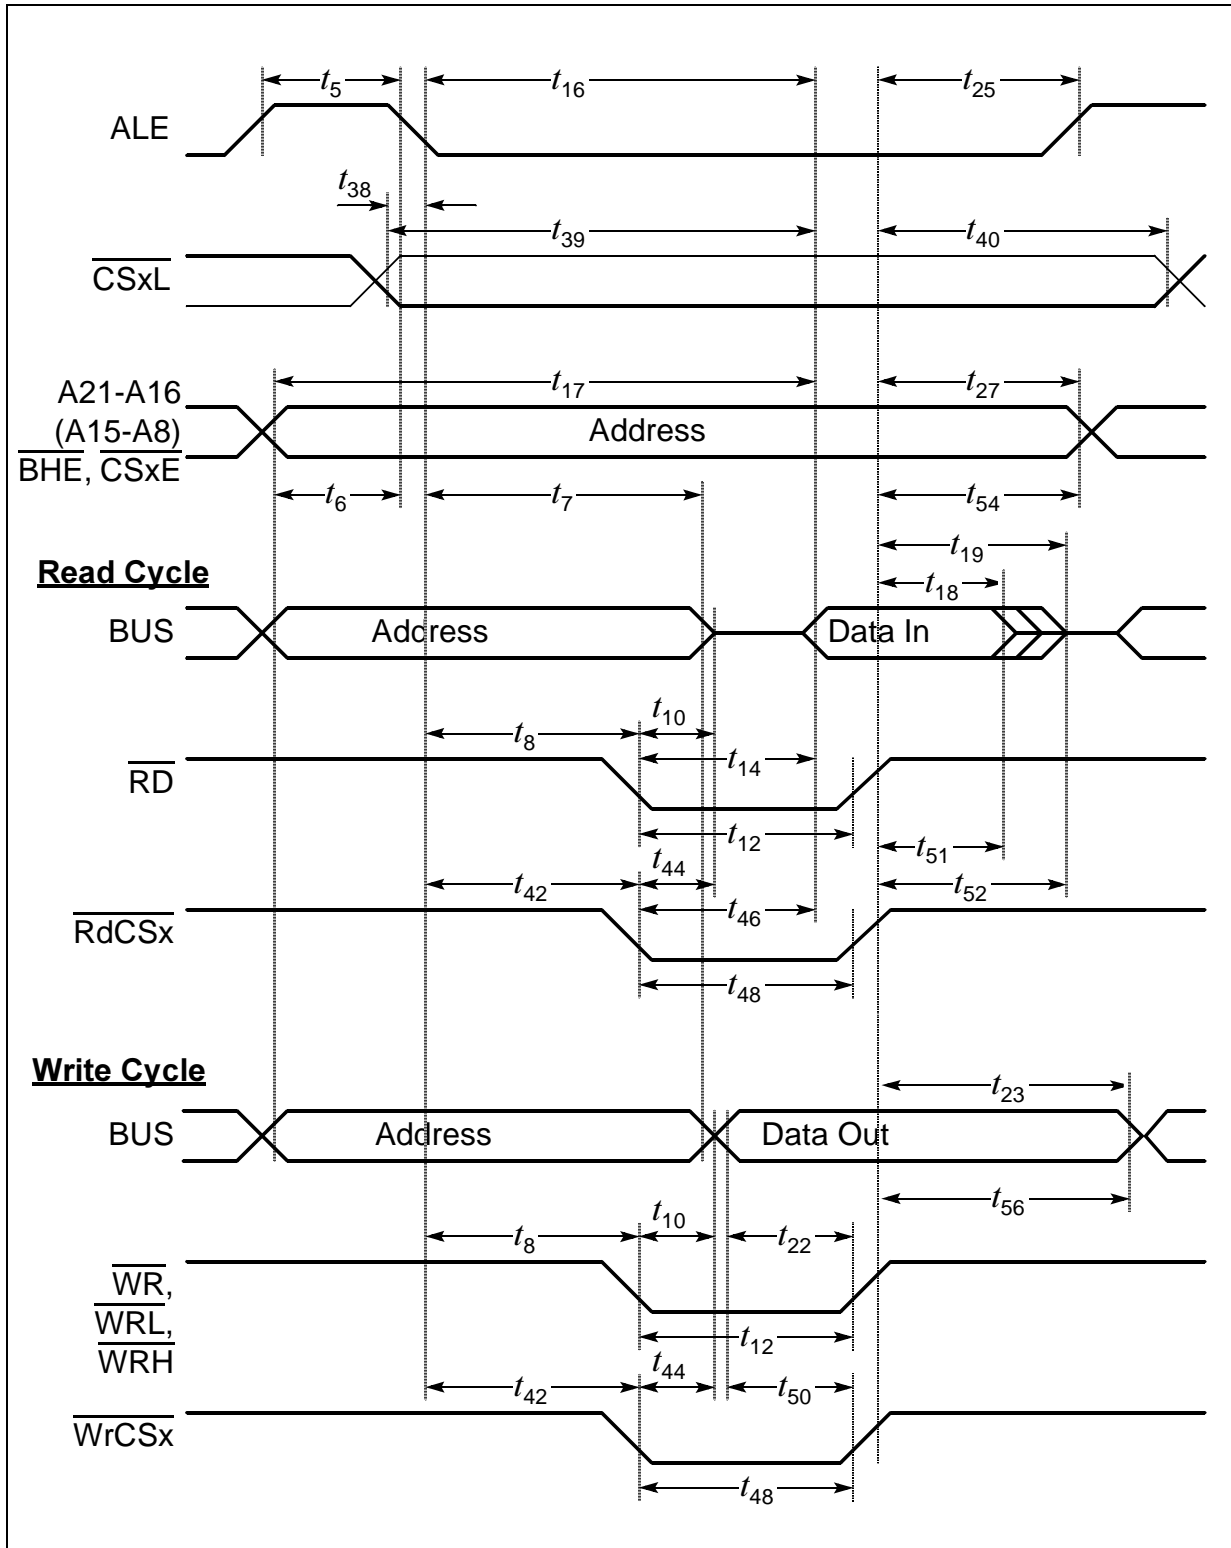 t5
t16
t25
ALE
t38
t39
t40
CSxL
A21-A16
(A15-A8)
BHE, CSxE
t17
t27
Address
t6
t7
t54
t19
Read Cycle
t18
BUS
Address
Data In
t8
t10
t14
RD
t12
t51
t44
t42
t52
t46
RdCSx
t48
Write Cycle
t23
BUS
Address
Data Out
t56
t10
t8
t22
WR,
WRL,
WRH
t12
t44
t42
t50
WrCSx
t48